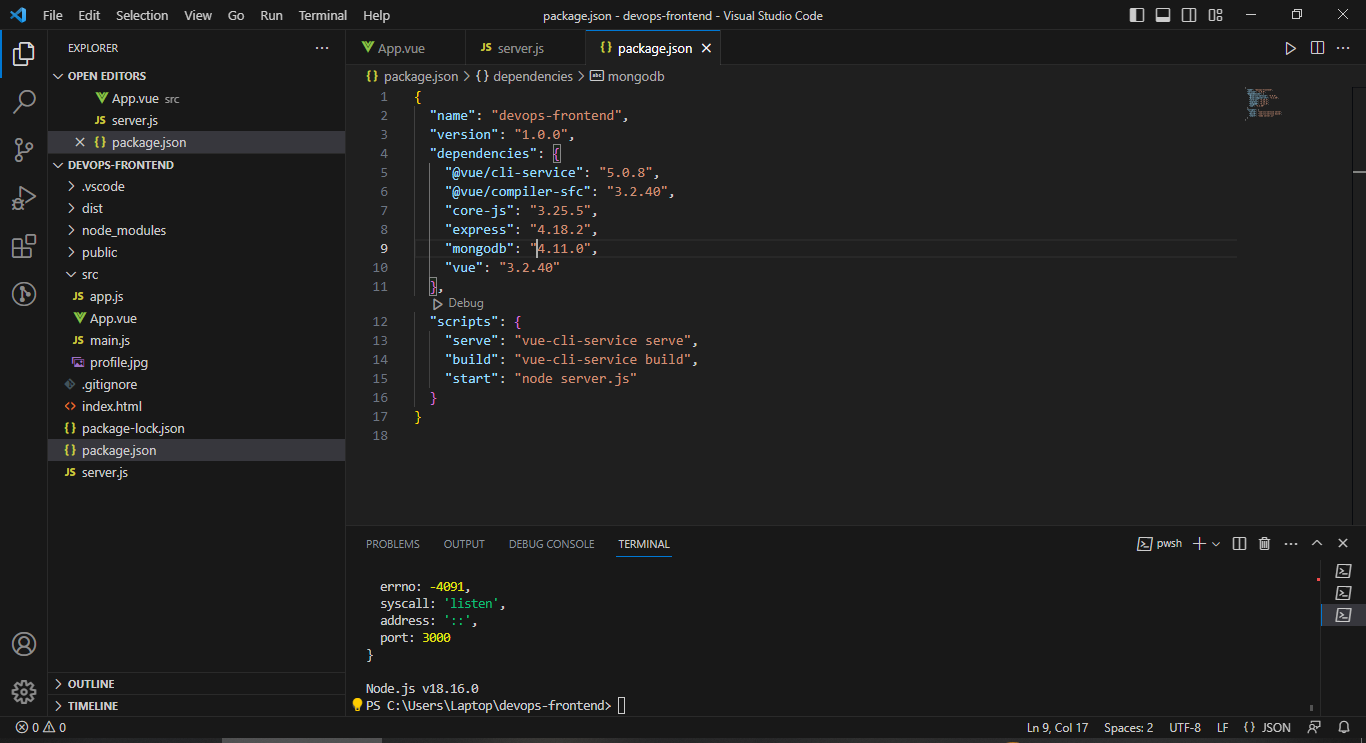 File Edit Selection View Go Run Terminal Help package.json - devops-frontend - Visual Studio Code
EXPLORER
OPEN EDITORS
App.vue src
server.js
package.json
DEVOPS-FRONTEND
.vscode
dist
node_modules
public
src
app.js
App.vue
main.js
profile.jpg
.gitignore
index.html
package-lock.json
package.json
server.js
OUTLINE
TIMELINE
App.vue JS server.js {} package.json
{} package.json > {} dependencies > abc mongodb
1 {
2 "name": "devops-frontend",
3 "version": "1.0.0",
4 "dependencies": {
5 "@vue/cli-service": "5.0.8",
6 "@vue/compiler-sfc": "3.2.40",
7 "core-js": "3.25.5",
8 "express": "4.18.2",
9 "mongodb": "4.11.0",
10 "vue": "3.2.40"
11 },
Debug
12 "scripts": {
13 "serve": "vue-cli-service serve",
14 "build": "vue-cli-service build",
15 "start": "node server.js"
16 }
17 }
18
PROBLEMS OUTPUT DEBUG CONSOLE TERMINAL pwsh
errno: -4091,
syscall: 'listen',
address: '::',
port: 3000
}
Node.js v18.16.0
PS C:\Users\Laptop\devops-frontend>
0 0 Ln 9, Col 17 Spaces: 2 UTF-8 LF {} JSON